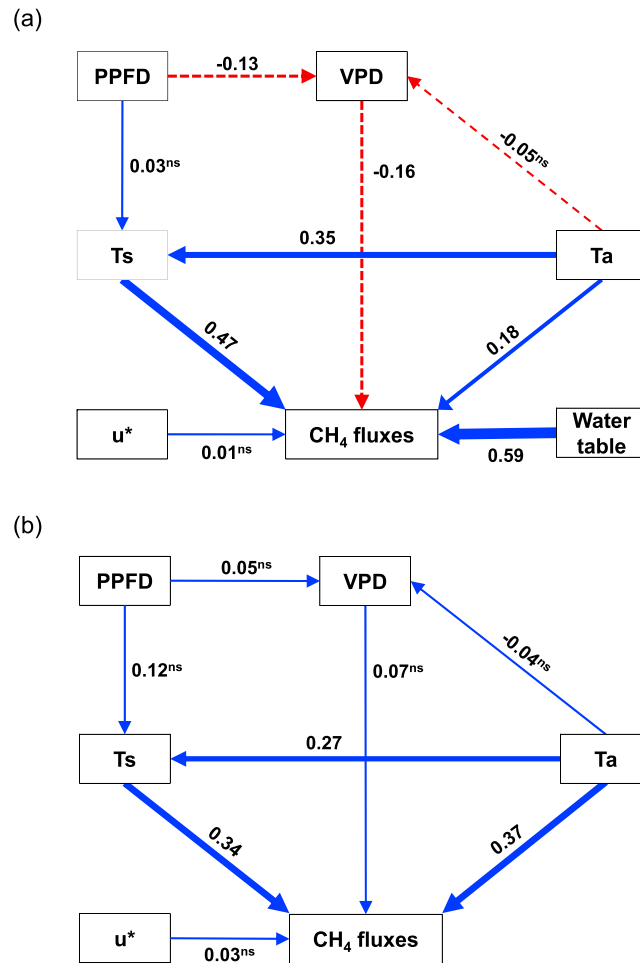 (a)
PPFD
-0.13
VPD
-0.05ns
0.03ns
-0.16
Ts
0.35
Ta
0.47
0.18
u*
0.01ns
CH4 fluxes
0.59
Water
table
(b)
PPFD
0.05ns
VPD
-0.04ns
0.12ns
0.07ns
Ts
0.27
Ta
0.34
0.37
u*
0.03ns
CH4 fluxes